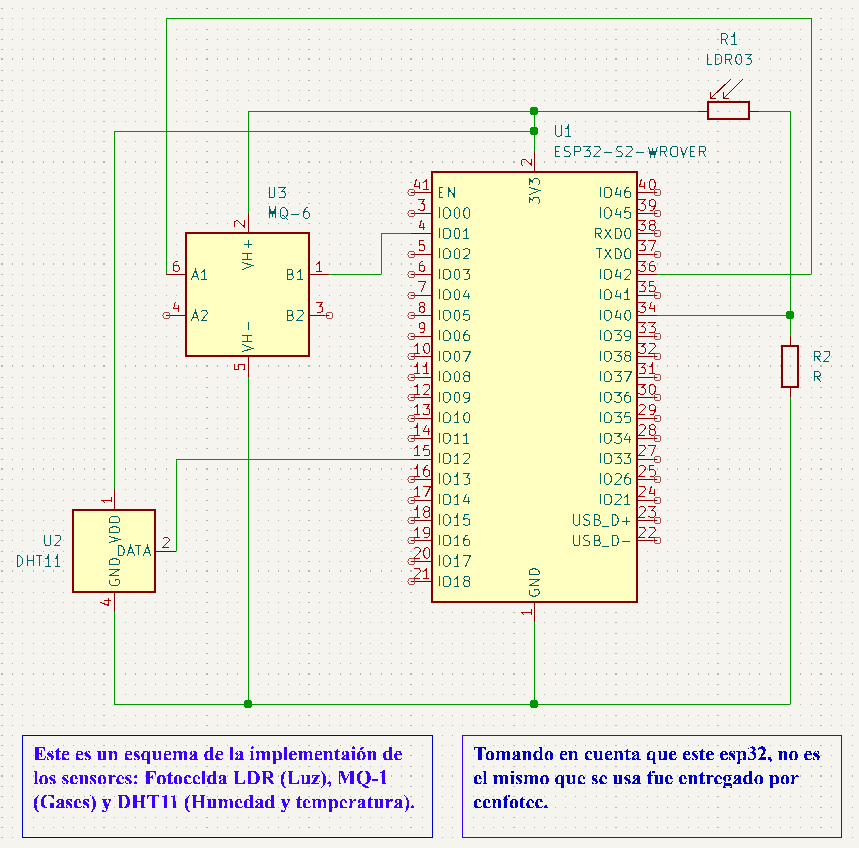 R1
LDR03
U1
ESP32-S2-WROVER
U3
MQ-6
2
VH+
6 A1
B1 1
4 A2
B2 3
VH-
5
2
3V3
41 EN
3 IO00
4 IO01
5 IO02
6 IO03
7 IO04
8 IO05
9 IO06
10 IO07
11 IO08
12 IO09
13 IO10
14 IO11
15 IO12
16 IO13
17 IO14
18 IO15
19 IO16
20 IO17
21 IO18
IO46 40
IO45 39
RXD0 38
TXD0 37
IO42 36
IO41 35
IO40 34
IO39 33
IO38 32
IO37 31
IO36 30
IO35 29
IO34 28
IO33 27
IO26 25
IO21 24
USB_D+ 23
USB_D- 22
GND
1
R2
R
U2
DHT11
1
VDD
DATA 2
GND
4
Este es un esquema de la implementaión de
los sensores: Fotocelda LDR (Luz), MQ-1
(Gases) y DHT11 (Humedad y temperatura).
Tomando en cuenta que este esp32, no es
el mismo que se usa fue entregado por
cenfotec.